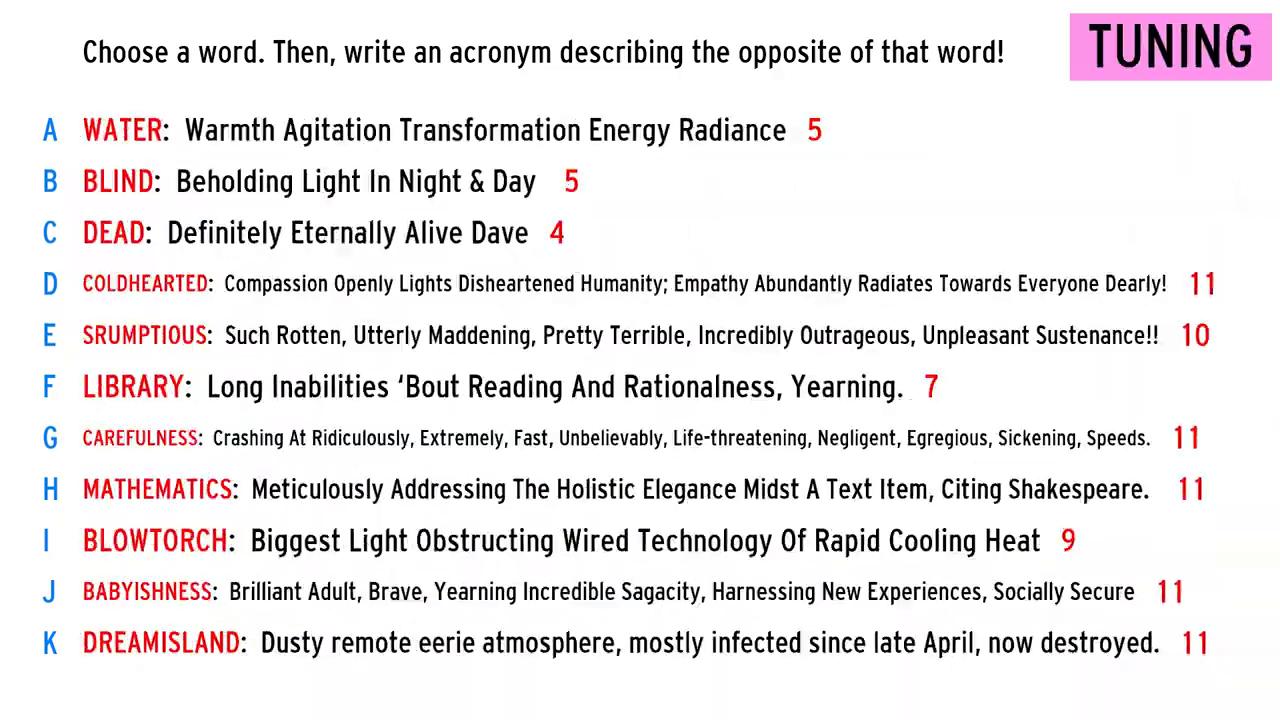 Choose a word. Then, write an acronym describing the opposite of that word!
TUNING
A WATER: Warmth Agitation Transformation Energy Radiance 5
B BLIND: Beholding Light In Night & Day 5
C DEAD: Definitely Eternally Alive Dave 4
D COLDHEARTED: Compassion Openly Lights Disheartened Humanity; Empathy Abundantly Radiates Towards Everyone Dearly! 11
E SRUMPTIOUS: Such Rotten, Utterly Maddening, Pretty Terrible, Incredibly Outrageous, Unpleasant Sustenance!! 10
F LIBRARY: Long Inabilities ‘Bout Reading And Rationalness, Yearning. 7
G CAREFULNESS: Crashing At Ridiculously, Extremely, Fast, Unbelievably, Life-threatening, Negligent, Egregious, Sickening, Speeds. 11
H MATHEMATICS: Meticulously Addressing The Holistic Elegance Midst A Text Item, Citing Shakespeare. 11
I BLOWTORCH: Biggest Light Obstructing Wired Technology Of Rapid Cooling Heat 9
J BABYISHNESS: Brilliant Adult, Brave, Yearning Incredible Sagacity, Harnessing New Experiences, Socially Secure 11
K DREAMISLAND: Dusty remote eerie atmosphere, mostly infected since late April, now destroyed. 11